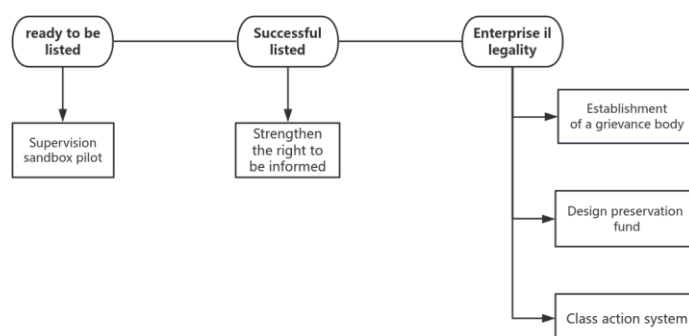 ready to be
listed
Successful
listed
Enterprise il
legality
Supervision
sandbox pilot
Strengthen
the right to
be informed
Establishment
of a grievance body
Design preservation
fund
Class action system